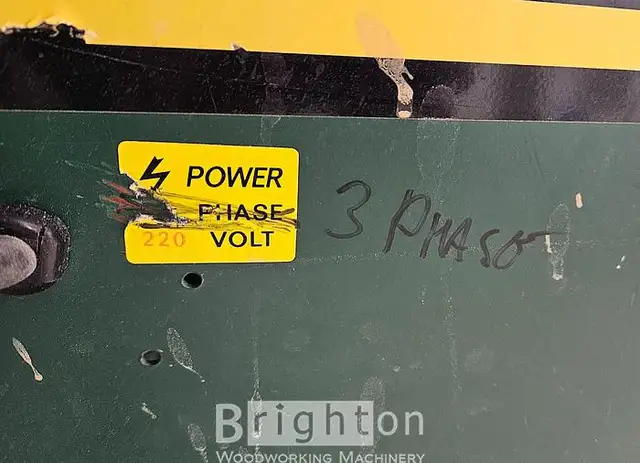 POWER
PHASE
220 VOLT
3 PHASE
Brighton
WOODWORKING MACHINERY